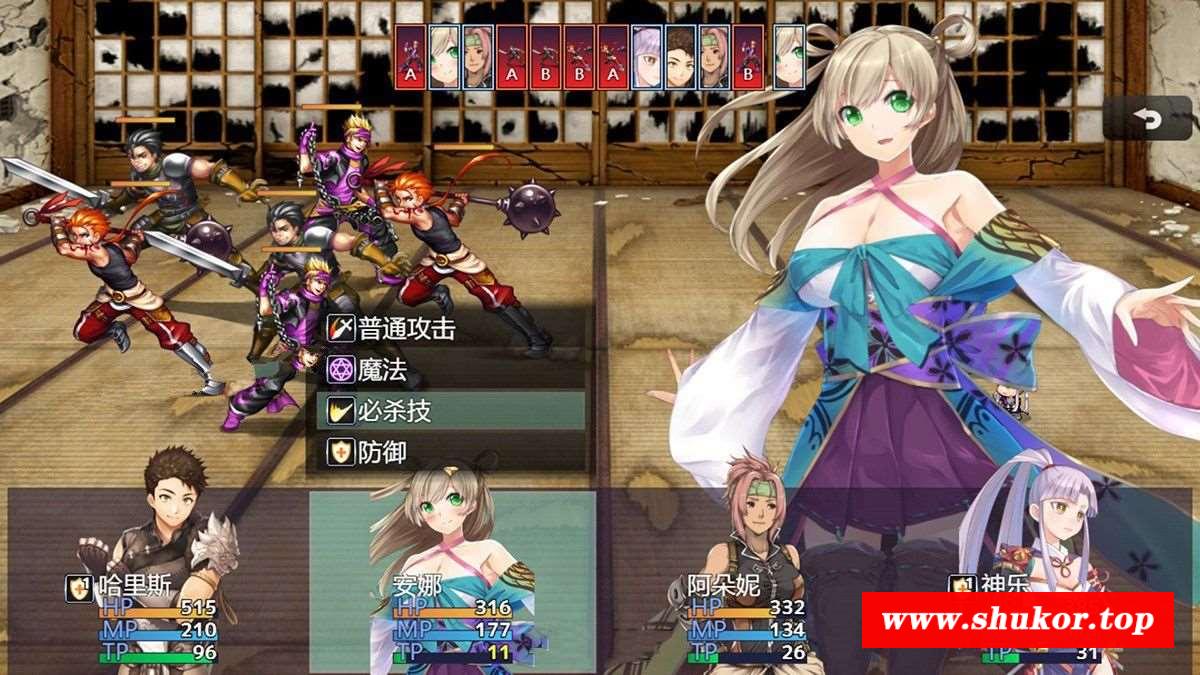 A A B B A B
普通攻击
魔法
必杀技
防御
1 哈里斯 安娜 阿朵妮 1 神乐
HP 515 HP 316 HP 332
MP 210 MP 177 MP 134
TP 96 TP 11 TP 26 TP 31
www.shukor.top